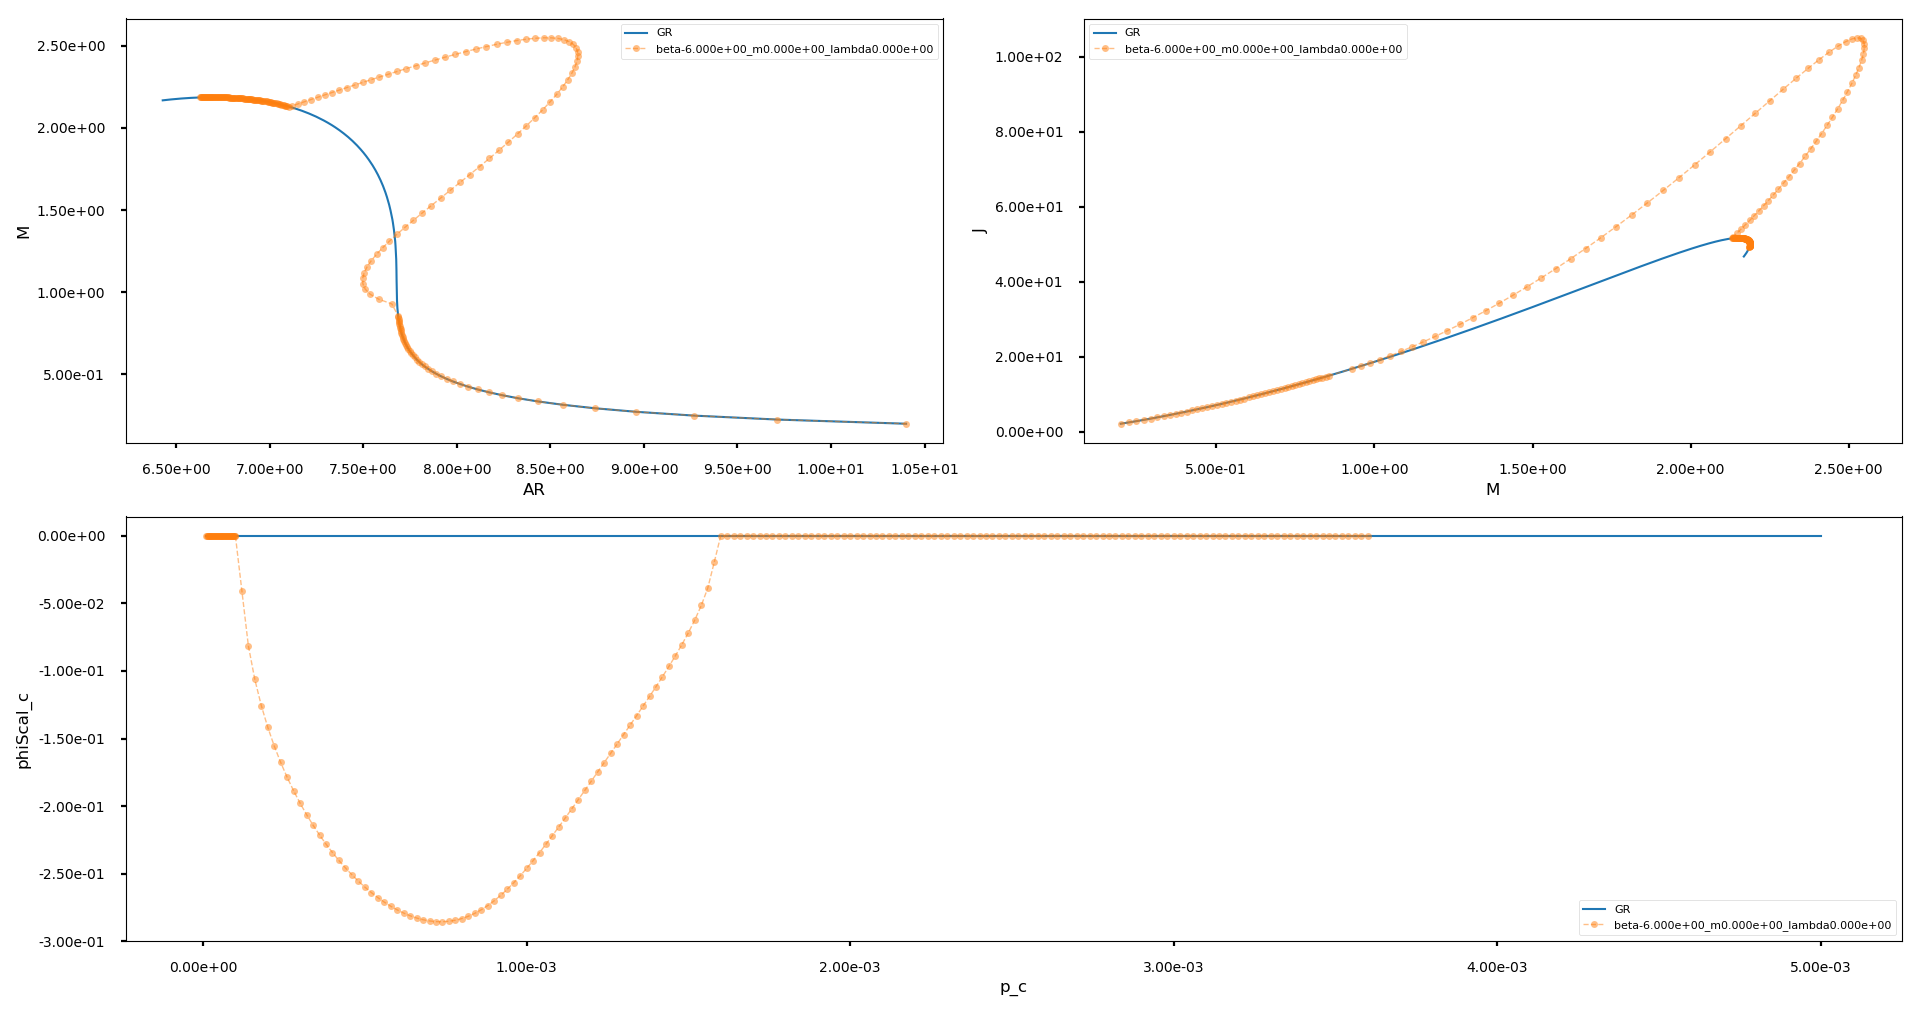 GR
beta-6.000e+00_m0.000e+00_lambda0.000e+00
2.50e+00
2.00e+00
1.50e+00
1.00e+00
5.00e-01
M
6.50e+00 7.00e+00 7.50e+00 8.00e+00 8.50e+00 9.00e+00 9.50e+00 1.00e+01 1.05e+01
AR
GR
beta-6.000e+00_m0.000e+00_lambda0.000e+00
1.00e+02
8.00e+01
6.00e+01
4.00e+01
2.00e+01
0.00e+00
J
5.00e-01 1.00e+00 1.50e+00 2.00e+00 2.50e+00
M
0.00e+00
-5.00e-02
-1.00e-01
-1.50e-01
-2.00e-01
-2.50e-01
-3.00e-01
phiScal_c
GR
beta-6.000e+00_m0.000e+00_lambda0.000e+00
0.00e+00 1.00e-03 2.00e-03 3.00e-03 4.00e-03 5.00e-03
p_c